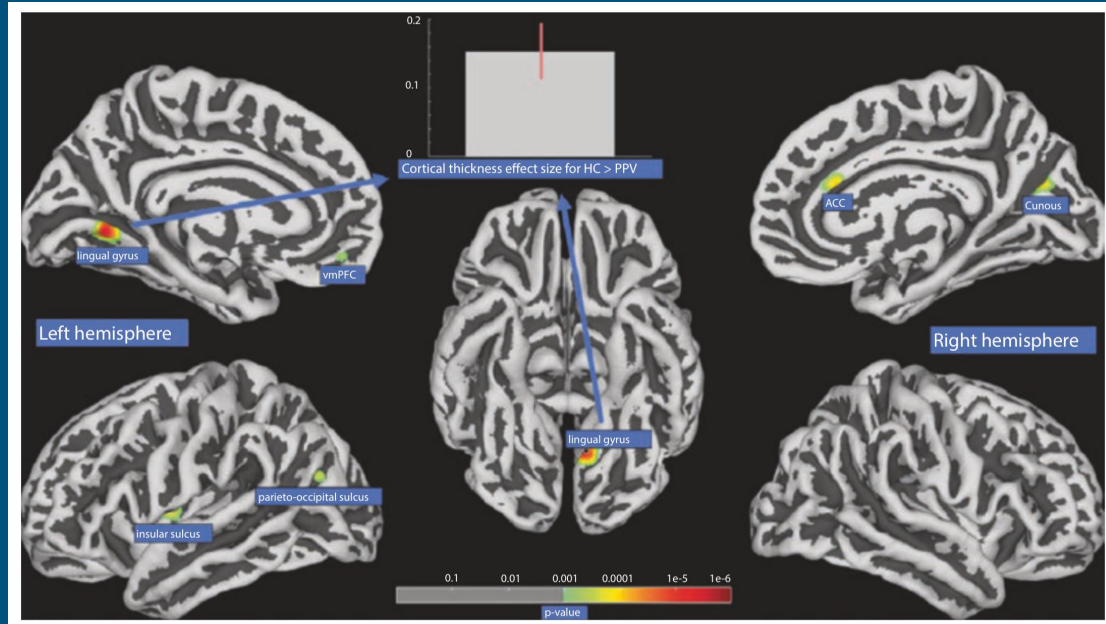 0.2
0.1
0
Cortical thickness effect size for HC > PPV
lingual gyrus
vmPFC
ACC
Cunous
Left hemisphere
Right hemisphere
lingual gyrus
parieto-occipital sulcus
insular sulcus
0.1 0.01 0.001 0.0001 1e-5 1e-6
p-value